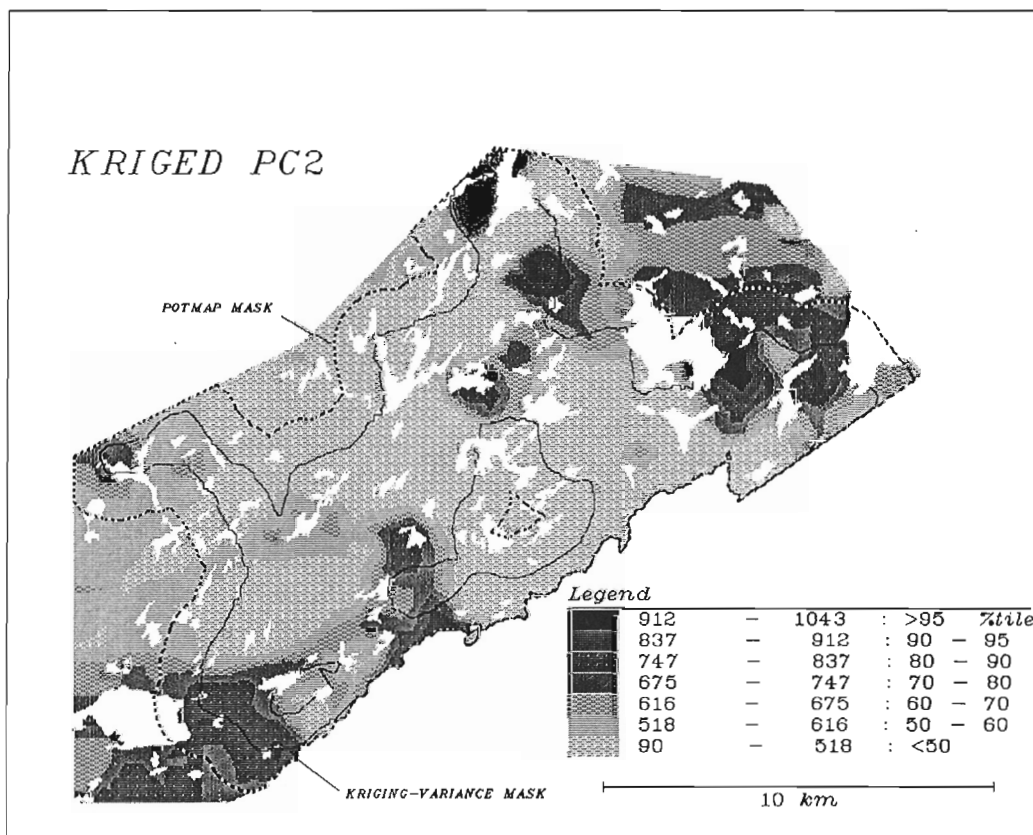 KRIGED PC2
POTMAP MASK
Legend
912 – 1043 : >95 %tile
837 – 912 : 90 – 95
747 – 837 : 80 – 90
675 – 747 : 70 – 80
616 – 675 : 60 – 70
518 – 616 : 50 – 60
90 – 518 : <50
KRIGING-VARIANCE MASK
10 km